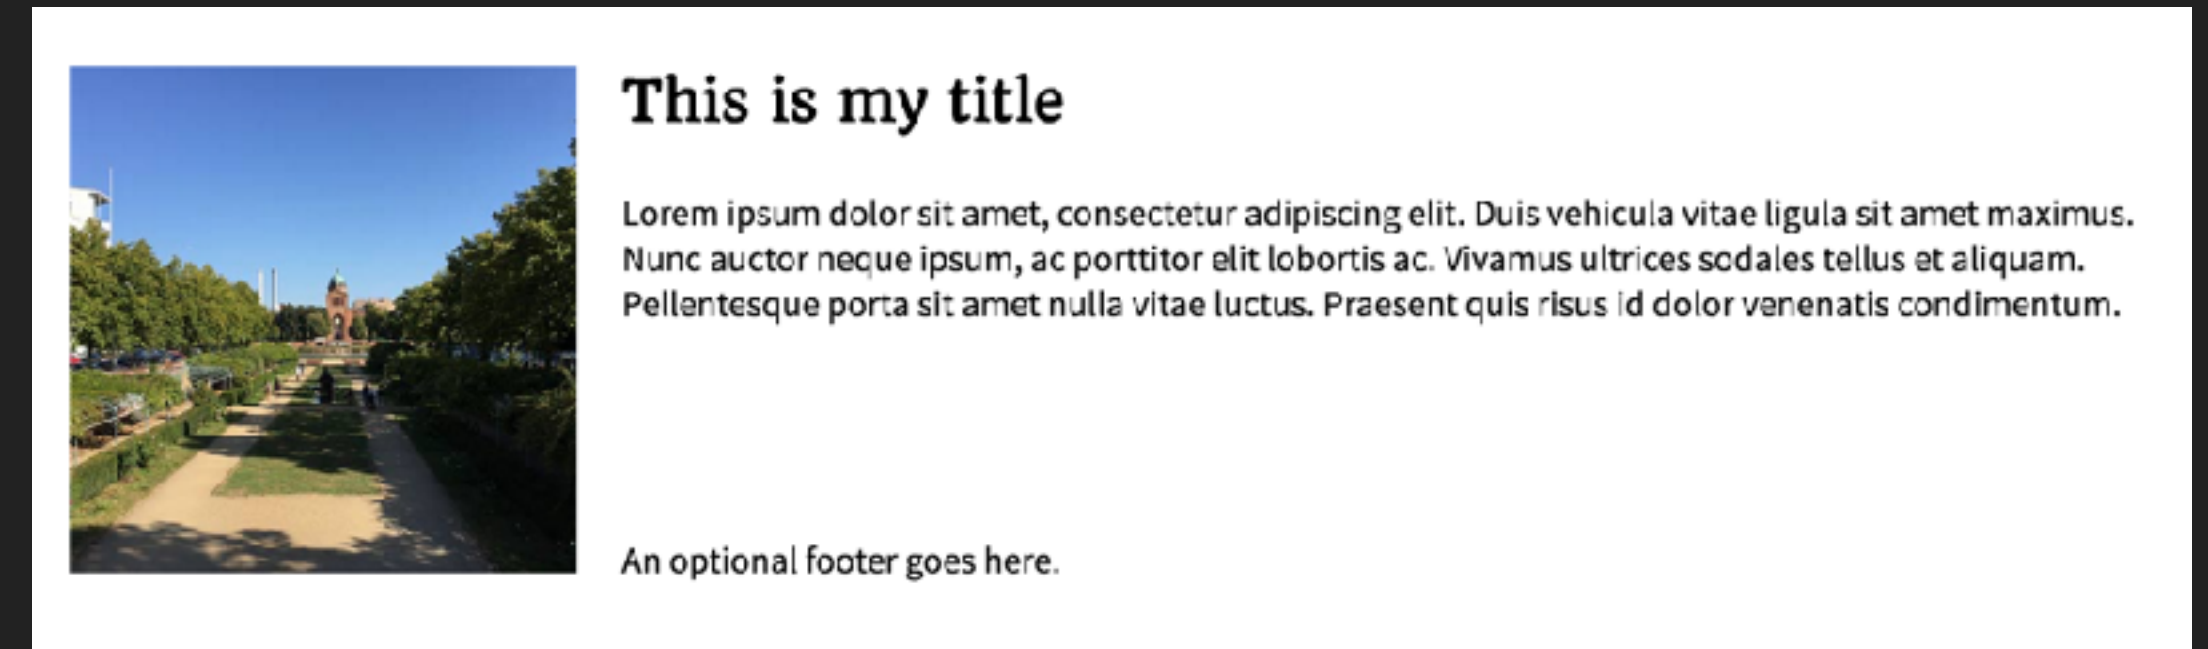 This is my title
Lorem ipsum dolor sit amet, consectetur adipiscing elit. Duis vehicula vitae ligula sit amet maximus.
Nunc auctor neque ipsum, ac porttitor elit lobortis ac. Vivamus ultrices sodales tellus et aliquam.
Pellentesque porta sit amet nulla vitae luctus. Praesent quis risus id dolor venenatis condimentum.
An optional footer goes here.